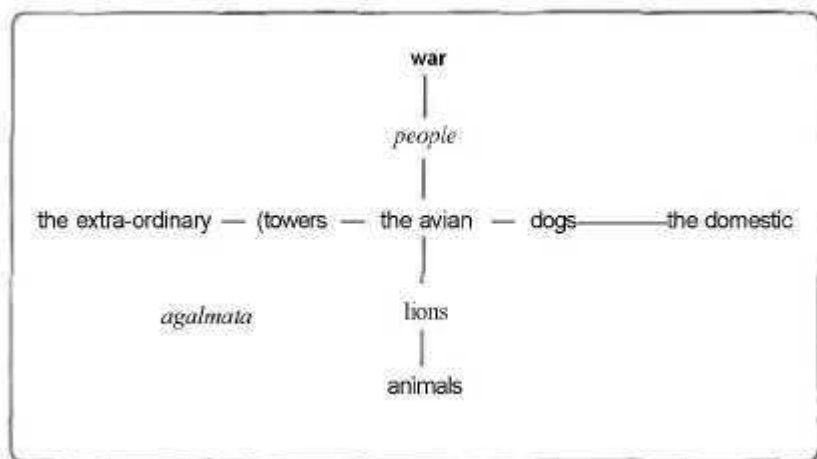 war
people
the extra-ordinary — (towers — the avian — dogs——the domestic
agalmata lions
animals